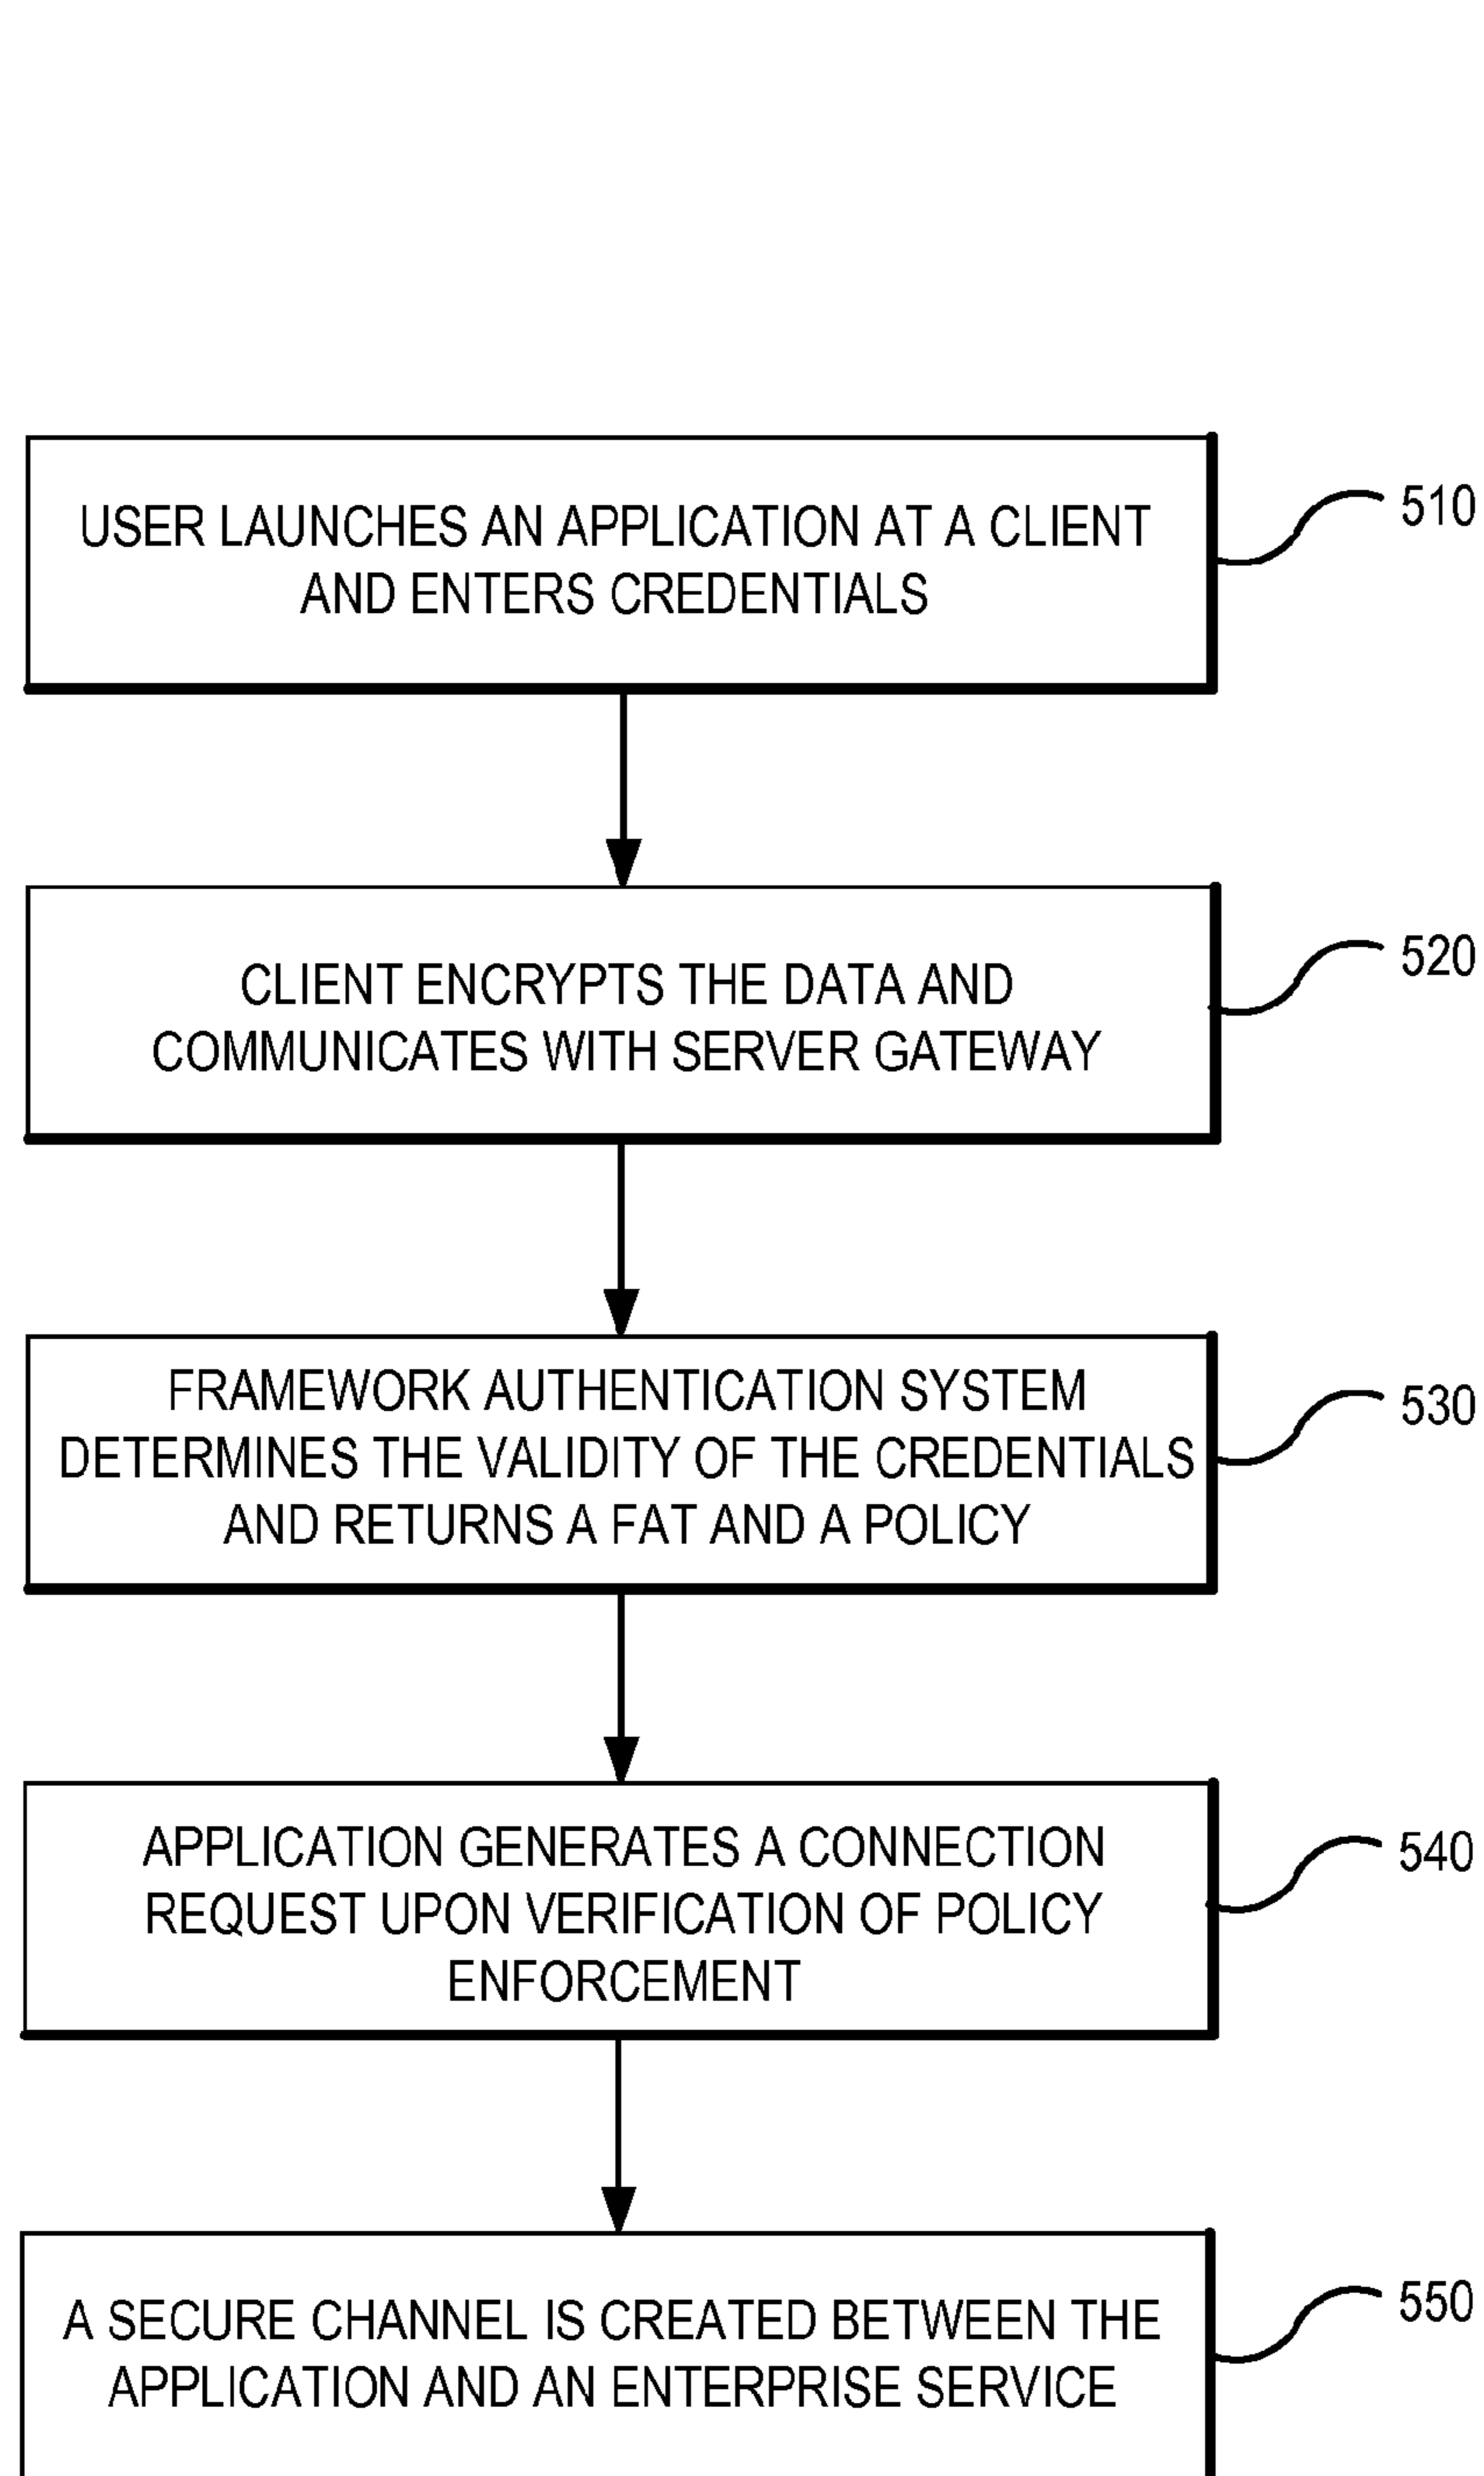 USER LAUNCHES AN APPLICATION AT A CLIENT
AND ENTERS CREDENTIALS
510
CLIENT ENCRYPTS THE DATA AND
COMMUNICATES WITH SERVER GATEWAY
520
FRAMEWORK AUTHENTICATION SYSTEM
DETERMINES THE VALIDITY OF THE CREDENTIALS
AND RETURNS A FAT AND A POLICY
530
APPLICATION GENERATES A CONNECTION
REQUEST UPON VERIFICATION OF POLICY
ENFORCEMENT
540
A SECURE CHANNEL IS CREATED BETWEEN THE
APPLICATION AND AN ENTERPRISE SERVICE
550